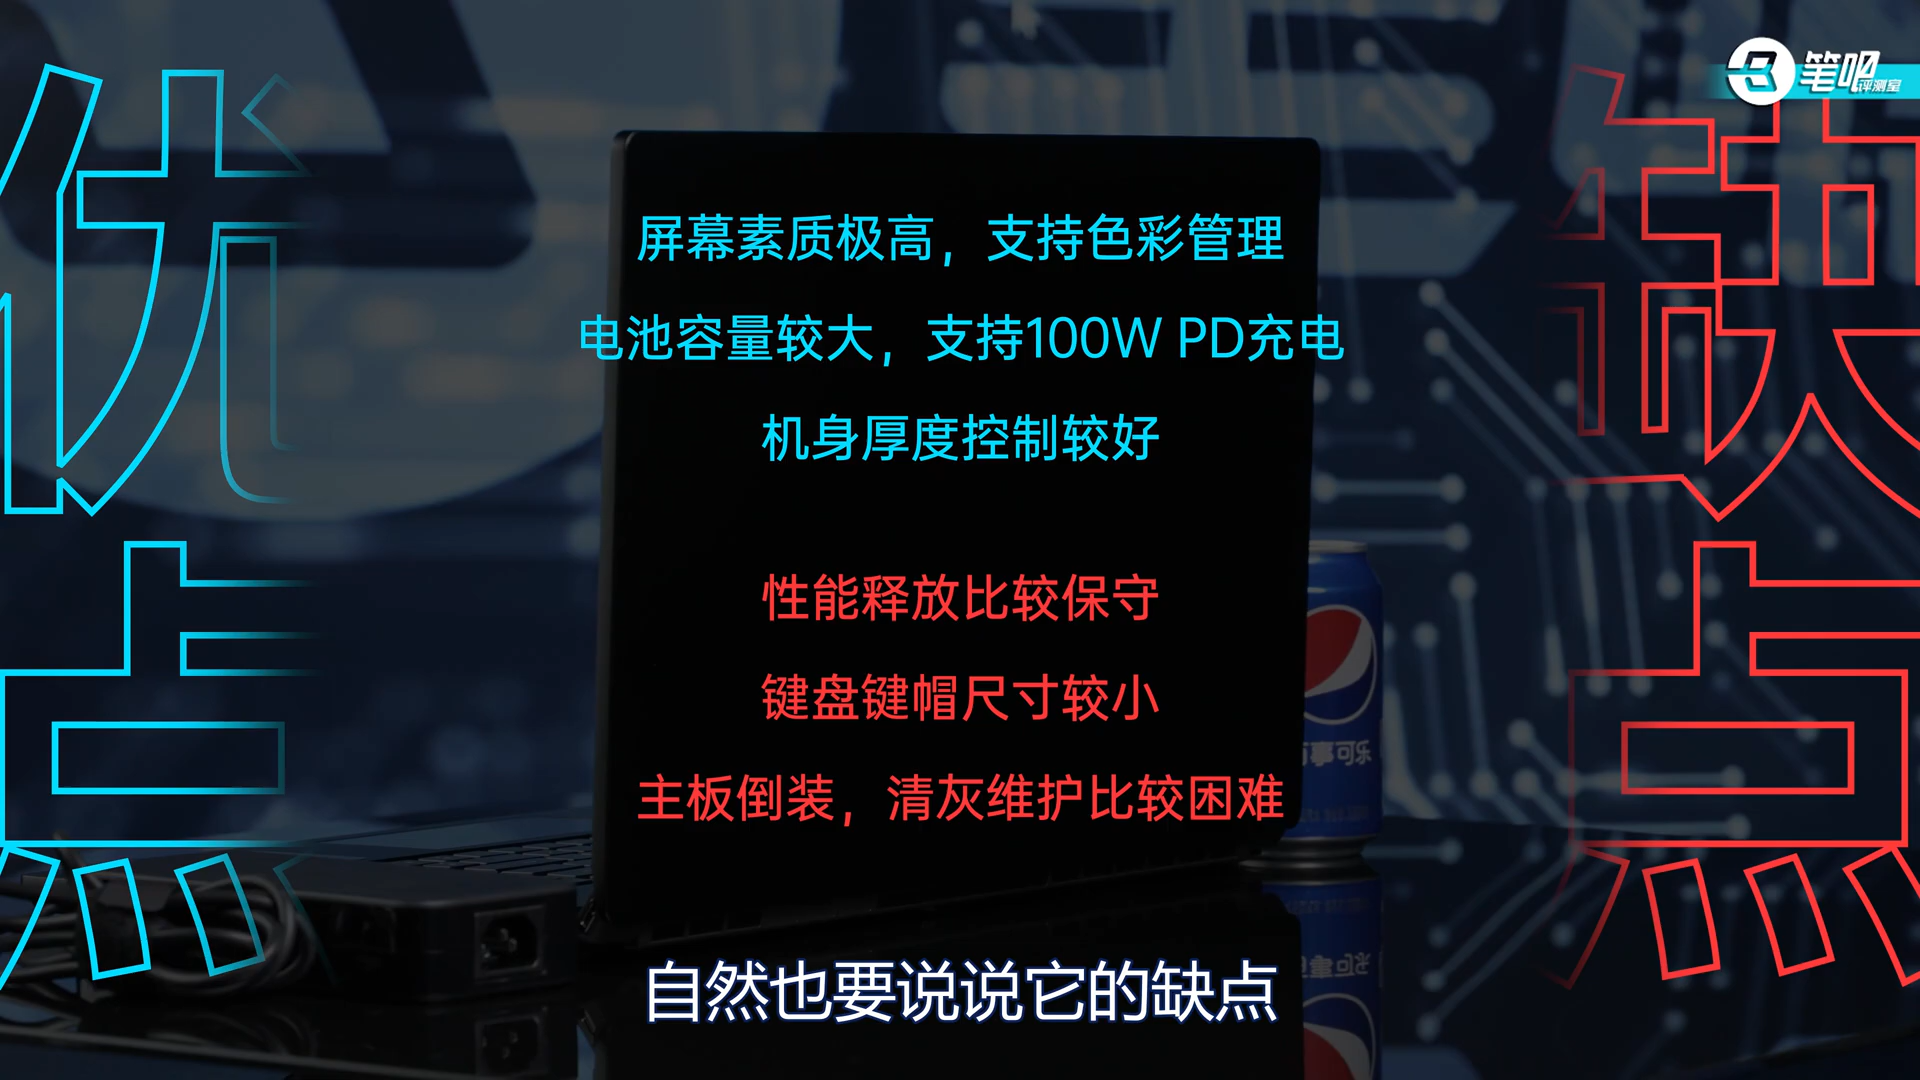 笔吧
评测室
优点
缺点
屏幕素质极高，支持色彩管理
电池容量较大，支持100W PD充电
机身厚度控制较好
性能释放比较保守
键盘键帽尺寸较小
主板倒装，清灰维护比较困难
百事可乐
自然也要说说它的缺点